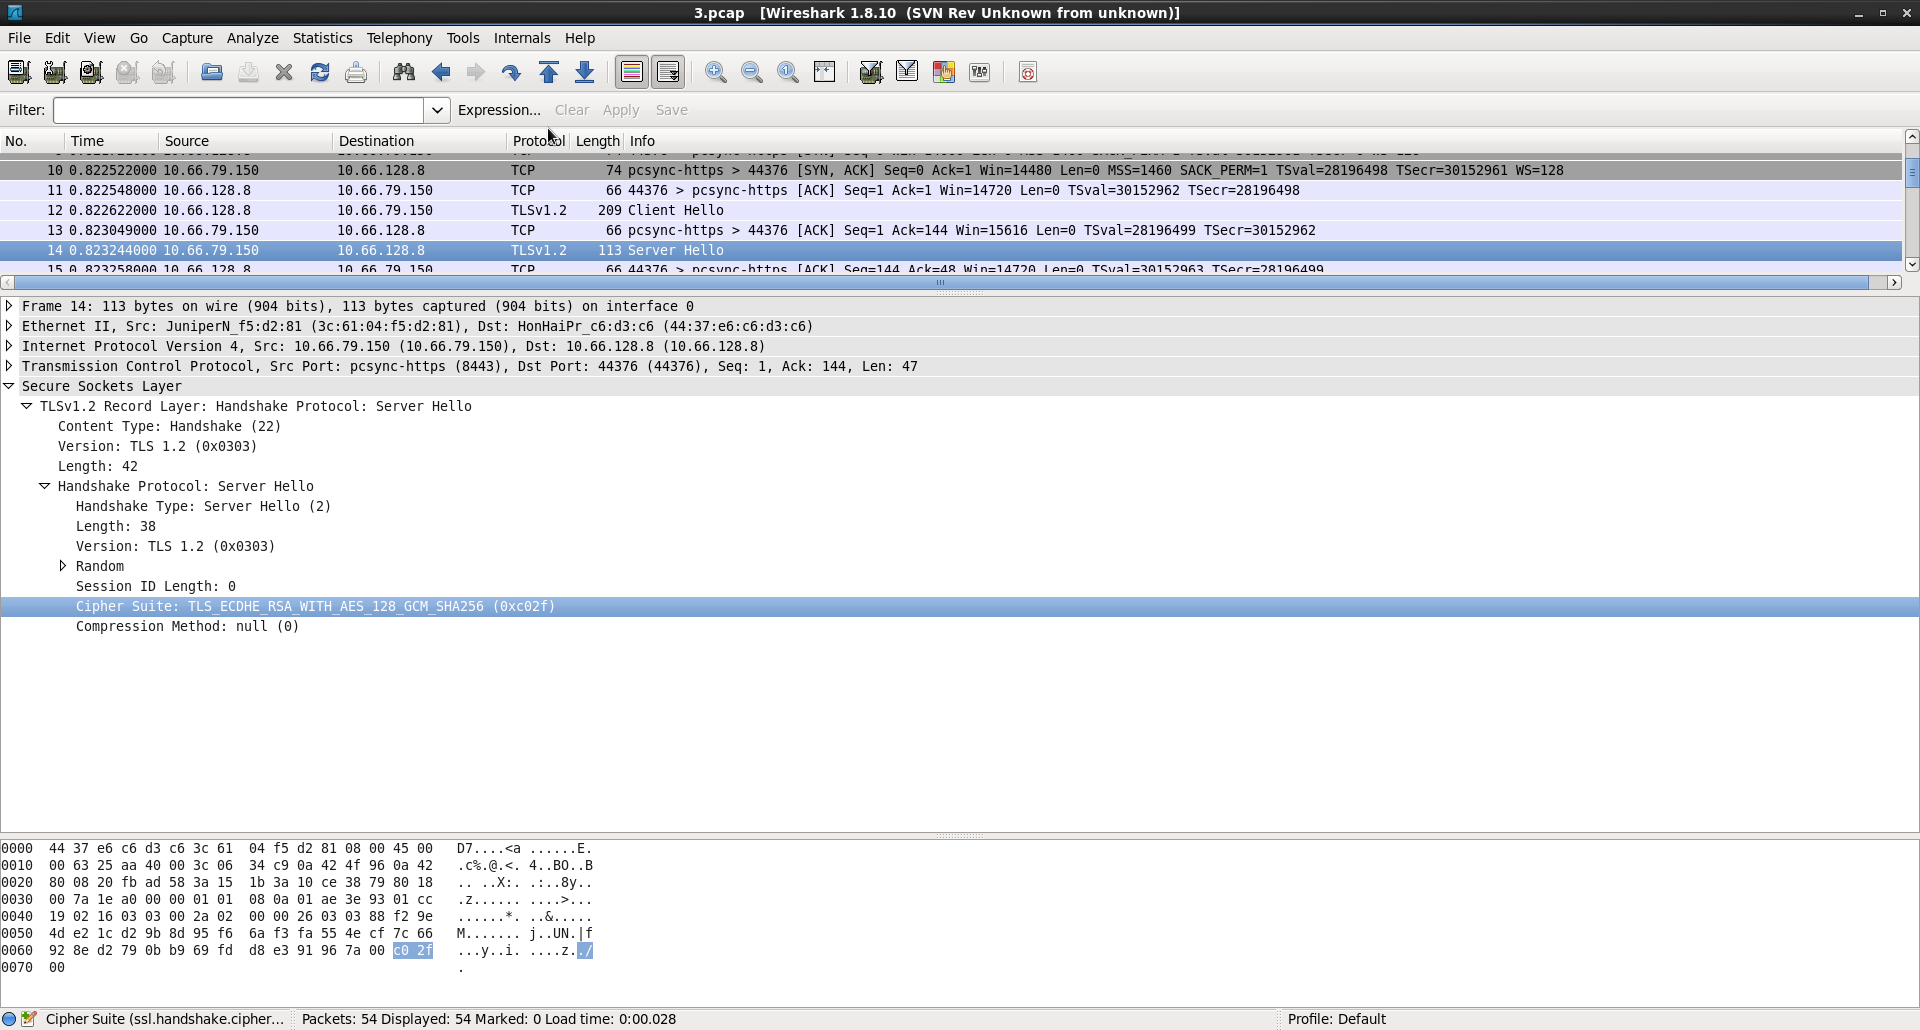 3.pcap [Wireshark 1.8.10 (SVN Rev Unknown from unknown)]
File Edit View Go Capture Analyze Statistics Telephony Tools Internals Help
Filter: Expression... Clear Apply Save
No. Time Source Destination Protocol Length Info
10 0.822522000 10.66.79.150 10.66.128.8 TCP 74 pcsync-https > 44376 [SYN, ACK] Seq=0 Ack=1 Win=14480 Len=0 MSS=1460 SACK_PERM=1 TSval=28196498 TSecr=30152961 WS=128
11 0.822548000 10.66.128.8 10.66.79.150 TCP 66 44376 > pcsync-https [ACK] Seq=1 Ack=1 Win=14720 Len=0 TSval=30152962 TSecr=28196498
12 0.822622000 10.66.128.8 10.66.79.150 TLSv1.2 209 Client Hello
13 0.823049000 10.66.79.150 10.66.128.8 TCP 66 pcsync-https > 44376 [ACK] Seq=1 Ack=144 Win=15616 Len=0 TSval=28196499 TSecr=30152962
14 0.823244000 10.66.79.150 10.66.128.8 TLSv1.2 113 Server Hello
15 0.823258000 10.66.128.8 10.66.79.150 TCP 66 44376 > pcsync-https [ACK] Seq=144 Ack=48 Win=14720 Len=0 TSval=30152963 TSecr=28196499
Frame 14: 113 bytes on wire (904 bits), 113 bytes captured (904 bits) on interface 0
Ethernet II, Src: JuniperN_f5:d2:81 (3c:61:04:f5:d2:81), Dst: HonHaiPr_c6:d3:c6 (44:37:e6:c6:d3:c6)
Internet Protocol Version 4, Src: 10.66.79.150 (10.66.79.150), Dst: 10.66.128.8 (10.66.128.8)
Transmission Control Protocol, Src Port: pcsync-https (8443), Dst Port: 44376 (44376), Seq: 1, Ack: 144, Len: 47
Secure Sockets Layer
TLSv1.2 Record Layer: Handshake Protocol: Server Hello
Content Type: Handshake (22)
Version: TLS 1.2 (0x0303)
Length: 42
Handshake Protocol: Server Hello
Handshake Type: Server Hello (2)
Length: 38
Version: TLS 1.2 (0x0303)
Random
Session ID Length: 0
Cipher Suite: TLS_ECDHE_RSA_WITH_AES_128_GCM_SHA256 (0xc02f)
Compression Method: null (0)
0000 44 37 e6 c6 d3 c6 3c 61 04 f5 d2 81 08 00 45 00 D7....<a ......E.
0010 00 63 25 aa 40 00 3c 06 34 c9 0a 42 4f 96 0a 42 .c%.@.<. 4..BO..B
0020 80 08 20 fb ad 58 3a 15 1b 3a 10 ce 38 79 80 18 .. ..X:. .:..8y..
0030 00 7a 1e a0 00 00 01 01 08 0a 01 ae 3e 93 01 cc .z...... ....>...
0040 19 02 16 03 03 00 2a 02 00 00 26 03 03 88 f2 9e ......*. ..&.....
0050 4d e2 1c d2 9b 8d 95 f6 6a f3 fa 55 4e cf 7c 66 M....... j..UN.|f
0060 92 8e d2 79 0b b9 69 fd d8 e3 91 96 7a 00 c0 2f ...y..i. ....z../
0070 00 .
Cipher Suite (ssl.handshake.cipher... Packets: 54 Displayed: 54 Marked: 0 Load time: 0:00.028 Profile: Default